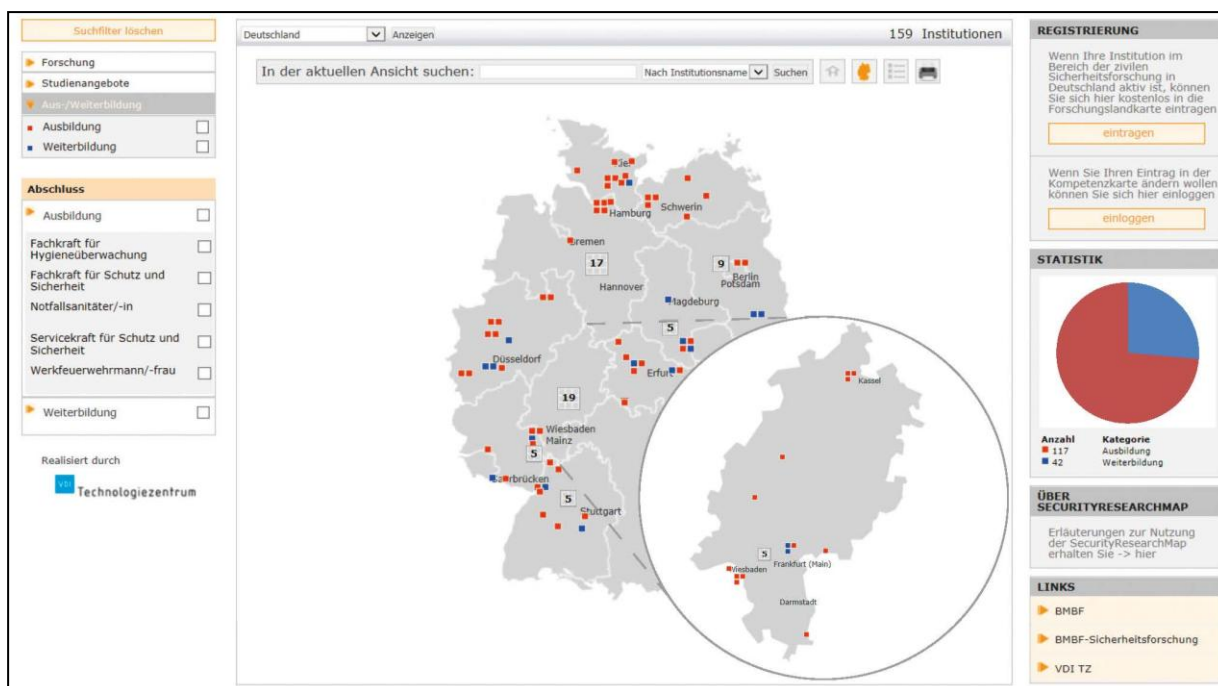 Suchfilter löschen
Forschung
Studienangebote
Aus-/Weiterbildung
Ausbildung
Weiterbildung
Abschluss
Ausbildung
Fachkraft für
Hygieneüberwachung
Fachkraft für Schutz und
Sicherheit
Notfallsanitäter/-in
Servicekraft für Schutz und
Sicherheit
Werkfeuerwehrmann/-frau
Weiterbildung
Realisiert durch
VDI Technologiezentrum
Deutschland Anzeigen 159 Institutionen
In der aktuellen Ansicht suchen: Nach Institutionsname Suchen
Schwerin
Hamburg
Bremen
17
9
Berlin
Potsdam
Hannover
Magdeburg
5
Düsseldorf
Erfurt
19
Wiesbaden
Mainz
5
Saarbrücken
5
Stuttgart
Kassel
5
Wiesbaden
Frankfurt (Main)
Darmstadt
REGISTRIERUNG
Wenn Ihre Institution im
Bereich der zivilen
Sicherheitsforschung in
Deutschland aktiv ist, können
Sie sich hier kostenlos in die
Forschungslandkarte eintragen
eintragen
Wenn Sie Ihren Eintrag in der
Kompetenzkarte ändern wollen
können Sie sich hier einloggen
einloggen
STATISTIK
Anzahl Kategorie
117 Ausbildung
42 Weiterbildung
ÜBER
SECURITYRESEARCHMAP
Erläuterungen zur Nutzung
der SecurityResearchMap
erhalten Sie -> hier
LINKS
BMBF
BMBF-Sicherheitsforschung
VDI TZ